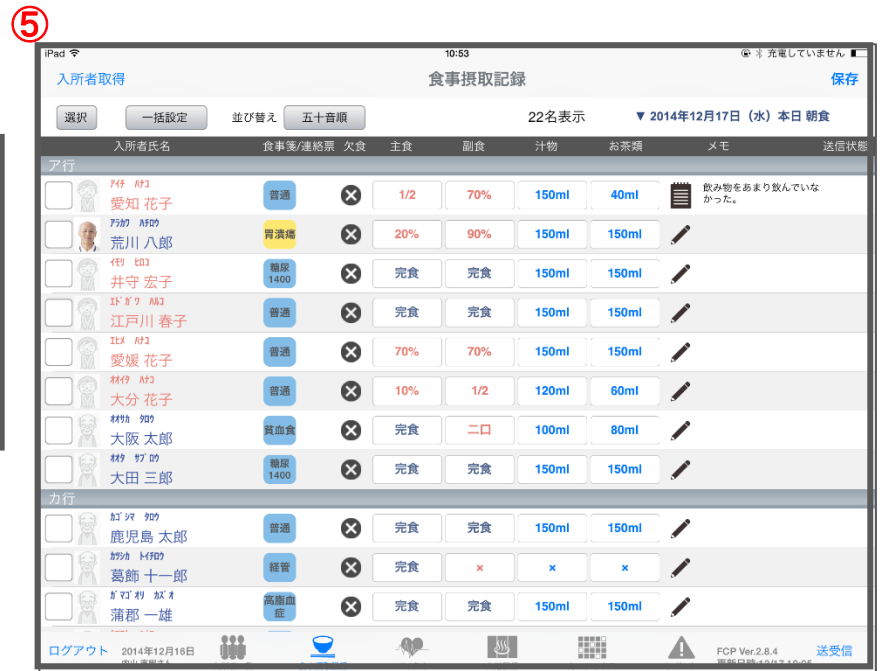 ⑤
iPad 10:53 充電していません
入所者取得 食事摂取記録 保存
選択 一括設定 並び替え 五十音順 22名表示 ▼ 2014年12月17日（水）本日 朝食
入所者氏名 食事箋/連絡票 欠食 主食 副食 汁物 お茶類 メモ 送信状態
ア行
ｱｲﾁ ﾊﾅｺ
愛知 花子 普通 1/2 70% 150ml 40ml 飲み物をあまり飲んでいな
かった。
ｱﾗｶﾜ ﾊﾁﾛｳ
荒川 八郎 胃潰瘍 20% 90% 150ml 150ml
ｲﾓﾘ ﾋﾛｺ
井守 宏子 糖尿
1400 完食 完食 150ml 150ml
ｴﾄﾞｶﾞﾜ ﾊﾙｺ
江戸川 春子 普通 完食 完食 150ml 150ml
ｴﾋﾒ ﾊﾅｺ
愛媛 花子 普通 70% 70% 150ml 150ml
ｵｵｲﾀ ﾊﾅｺ
大分 花子 普通 10% 1/2 120ml 60ml
ｵｵｻｶ ﾀﾛｳ
大阪 太郎 貧血食 完食 二口 100ml 80ml
ｵｵﾀ ｻﾌﾞﾛｳ
大田 三郎 糖尿
1400 完食 完食 150ml 150ml
カ行
ｶｺﾞｼﾏ ﾀﾛｳ
鹿児島 太郎 普通 完食 完食 150ml 150ml
ｶﾂｼｶ ﾄｲﾁﾛｳ
葛飾 十一郎 経管 完食 × × ×
ｶﾞﾏｺﾞｵﾘ ｶｽﾞｵ
蒲郡 一雄 高脂血
症 完食 完食 150ml 150ml
ログアウト 2014年12月16日 FCP Ver.2.8.4 送受信